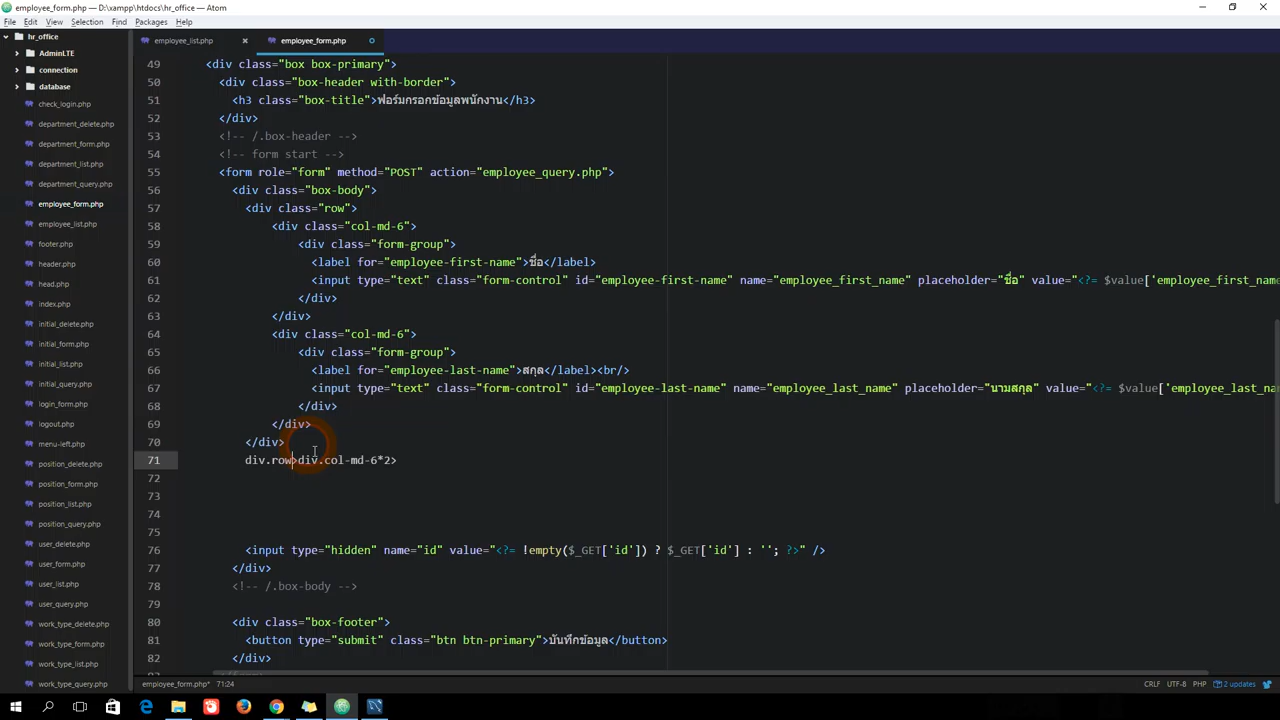 employee_form.php — D:\xampp\htdocs\hr_office — Atom
File Edit View Selection Find Packages Help
hr_office
AdminLTE
connection
database
check_login.php
department_delete.php
department_form.php
department_list.php
department_query.php
employee_form.php
employee_list.php
footer.php
header.php
head.php
index.php
initial_delete.php
initial_form.php
initial_list.php
initial_query.php
login_form.php
logout.php
menu-left.php
position_delete.php
position_form.php
position_list.php
position_query.php
user_delete.php
user_form.php
user_list.php
user_query.php
work_type_delete.php
work_type_form.php
work_type_list.php
work_type_query.php
employee_list.php
employee_form.php
49 <div class="box box-primary">
50 <div class="box-header with-border">
51 <h3 class="box-title">ฟอร์มกรอกข้อมูลพนักงาน</h3>
52 </div>
53 <!-- /.box-header -->
54 <!-- form start -->
55 <form role="form" method="POST" action="employee_query.php">
56 <div class="box-body">
57 <div class="row">
58 <div class="col-md-6">
59 <div class="form-group">
60 <label for="employee-first-name">ชื่อ</label>
61 <input type="text" class="form-control" id="employee-first-name" name="employee_first_name" placeholder="ชื่อ" value="<?= $value['employee_first_name
62 </div>
63 </div>
64 <div class="col-md-6">
65 <div class="form-group">
66 <label for="employee-last-name">สกุล</label><br/>
67 <input type="text" class="form-control" id="employee-last-name" name="employee_last_name" placeholder="นามสกุล" value="<?= $value['employee_last_na
68 </div>
69 </div>
70 </div>
71 div.row>div.col-md-6*2>
72
73
74
75
76 <input type="hidden" name="id" value="<?= !empty($_GET['id']) ? $_GET['id'] : ''; ?>" />
77 </div>
78 <!-- /.box-body -->
79
80 <div class="box-footer">
81 <button type="submit" class="btn btn-primary">บันทึกข้อมูล</button>
82 </div>
employee_form.php* 71:24
CRLF UTF-8 PHP 2 updates